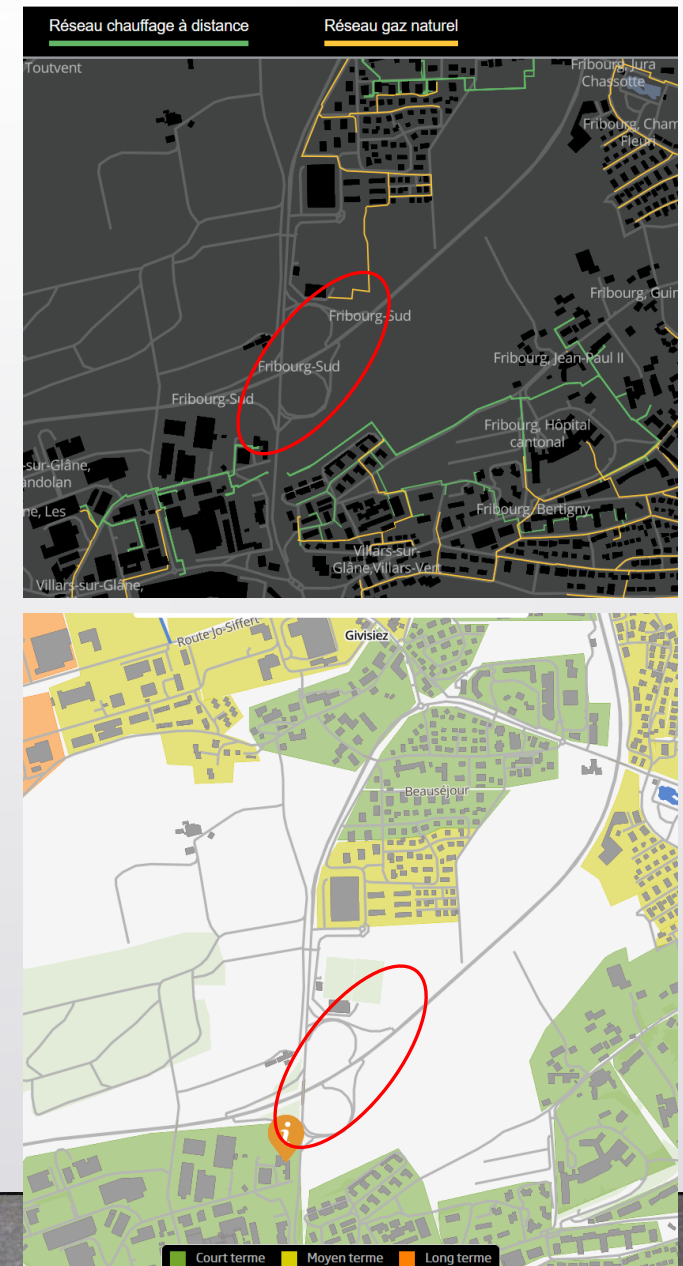 Réseau chauffage à distance
Réseau gaz naturel
Toutvent
Fribourg, Jura
Chassotte
Fribourg, Cham
Fleuri
Fribourg, Guin
Fribourg-Sud
Fribourg-Sud
Fribourg, Jean-Paul II
Fribourg-Sud
Fribourg, Hôpital
cantonal
-sur-Glâne,
andolan
ne, Les
Fribourg, Bertigny
Villars-sur-
Glâne,Villars-Vert
Villars-sur-Glâne,
Route Jo-Siffert
Givisiez
Beauséjour
i
Court terme
Moyen terme
Long terme